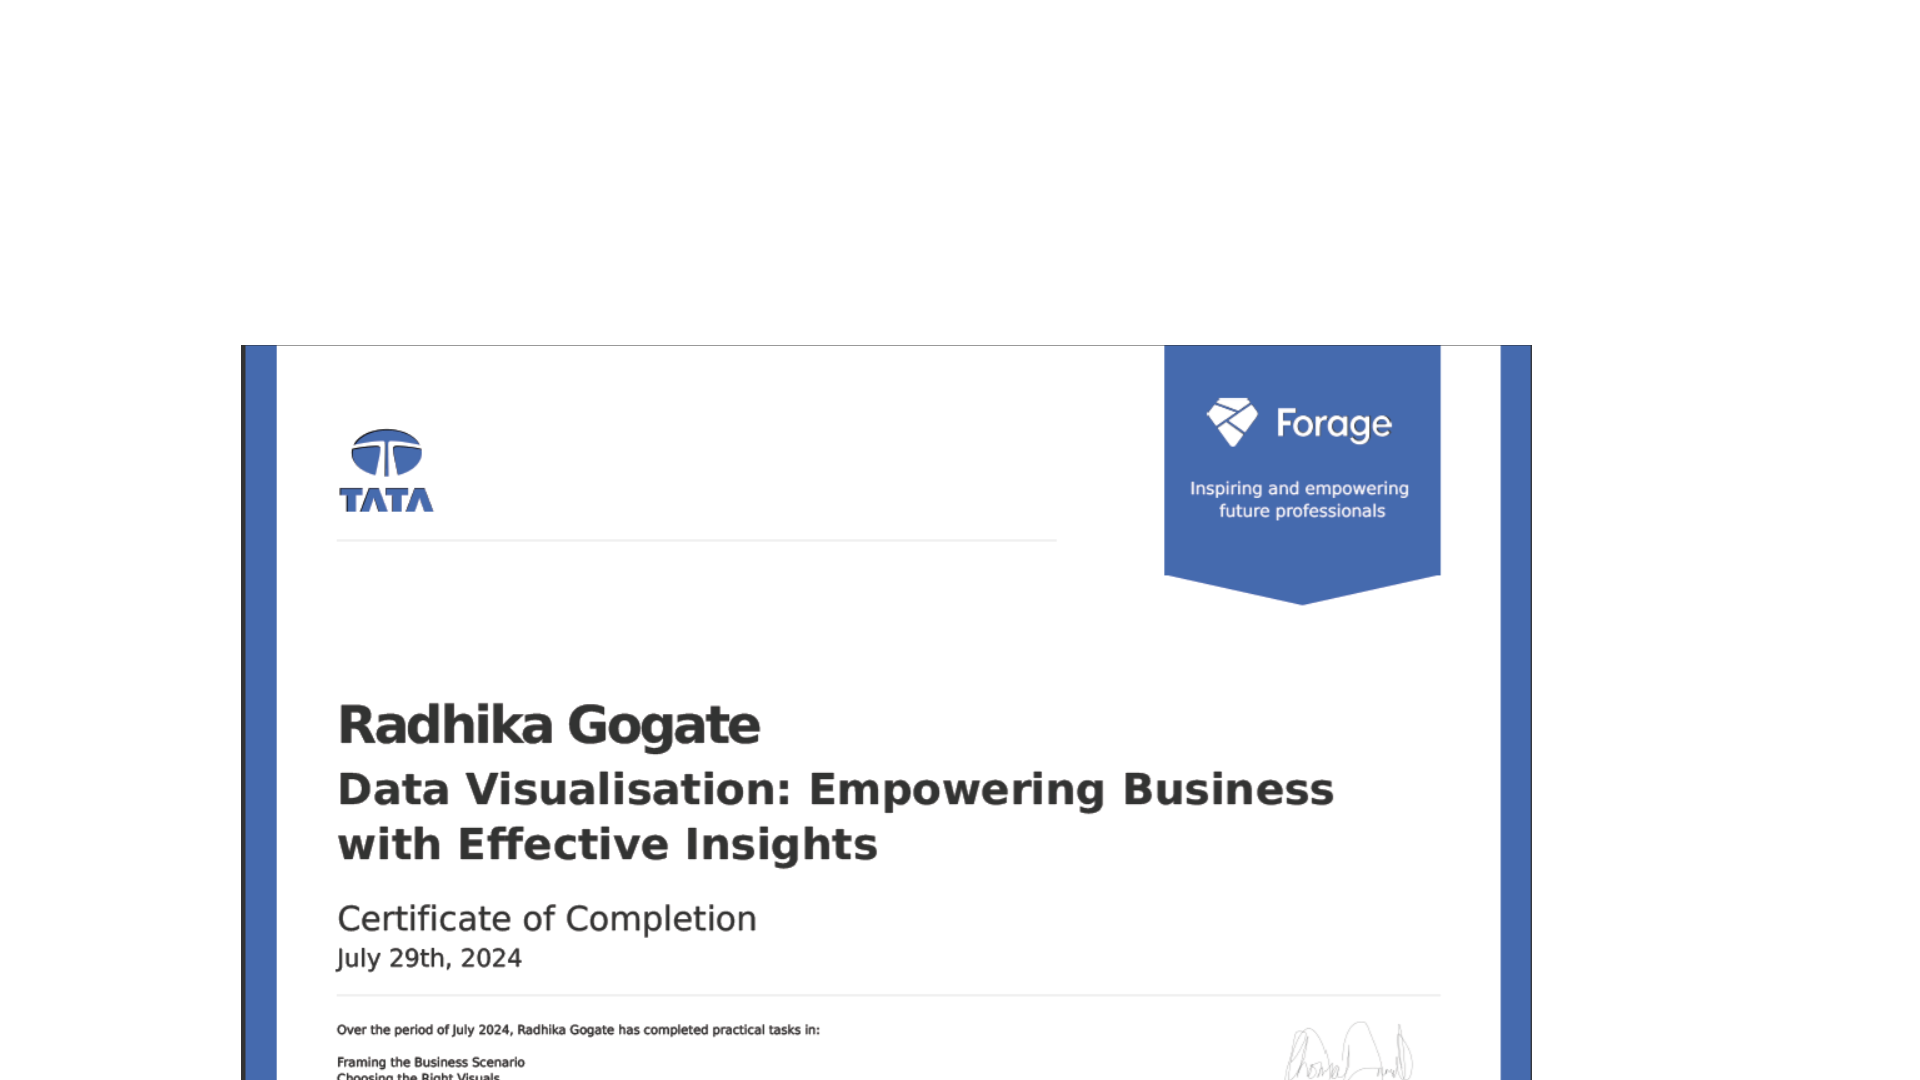 TATA
Forage
Inspiring and empowering
future professionals
Radhika Gogate
Data Visualisation: Empowering Business
with Effective Insights
Certificate of Completion
July 29th, 2024
Over the period of July 2024, Radhika Gogate has completed practical tasks in:
Framing the Business Scenario
Choosing the Right Visuals